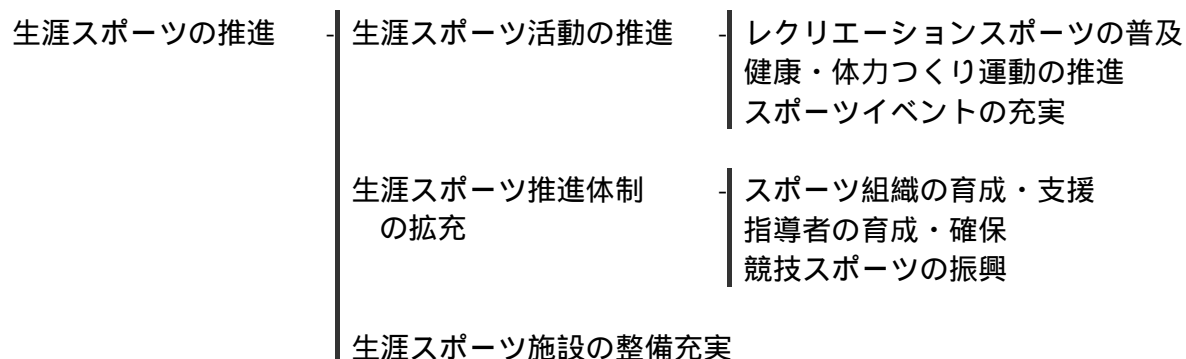 生涯スポーツの推進 - 生涯スポーツ活動の推進 - レクリエーションスポーツの普及
健康・体力つくり運動の推進
スポーツイベントの充実
生涯スポーツ推進体制 - スポーツ組織の育成・支援
の拡充 指導者の育成・確保
競技スポーツの振興
生涯スポーツ施設の整備充実